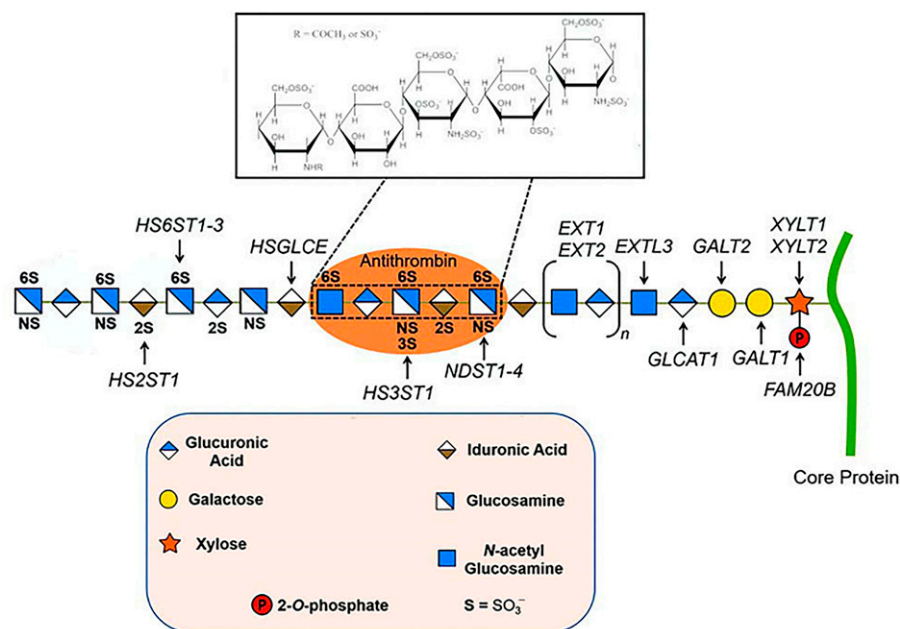 R = COCH₃ or SO₃⁻
CH₂OSO₃⁻
H
O
H
H
OH
H
H
NHR
O
COOH
H
O
H
OH
H
H
OH
O
CH₂OSO₃⁻
H
O
H
OSO₃⁻
H
H
NH₂SO₃⁻
O
H
O
COOH
H
OH
H
H
OSO₃⁻
O
CH₂OSO₃⁻
H
O
H
H
OH
O
H
NH₂SO₃⁻
HS6ST1-3
HSGLCE
EXT1
EXT2
EXTL3
GALT2
XYLT1
XYLT2
Antithrombin
6S
6S
6S
6S
6S
6S
NS
NS
2S
2S
NS
NS
3S
2S
NS
n
P
HS2ST1
HS3ST1
NDST1-4
GLCAT1
GALT1
FAM20B
Core Protein
Glucuronic
Acid
Iduronic Acid
Galactose
Glucosamine
Xylose
N-acetyl
Glucosamine
P 2-O-phosphate
S = SO₃⁻